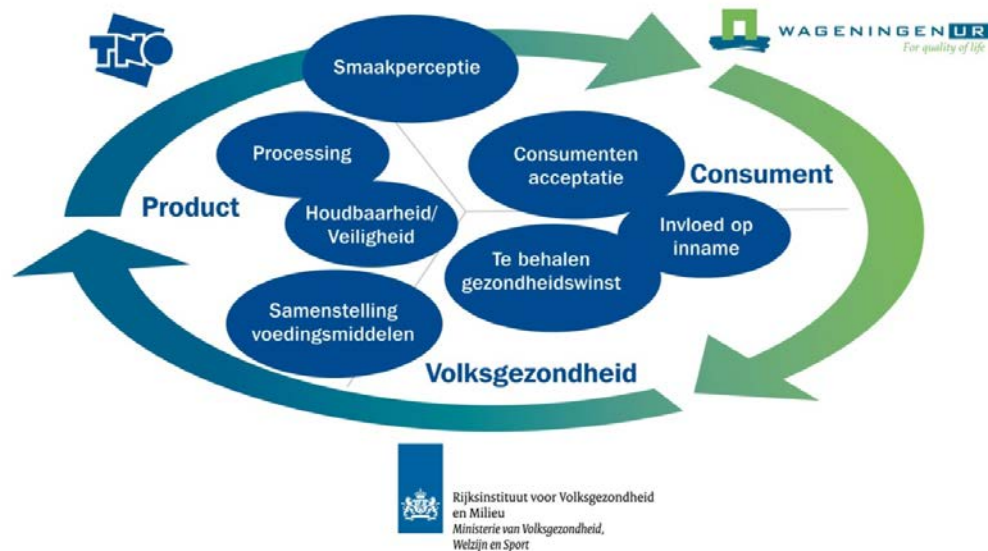 TNO
WAGENINGEN UR
For quality of life
Smaakperceptie
Processing
Consumenten
acceptatie
Consument
Product
Houdbaarheid/
Veiligheid
Invloed op
inname
Te behalen
gezondheidswinst
Samenstelling
voedingsmiddelen
Volksgezondheid
Rijksinstituut voor Volksgezondheid
en Milieu
Ministerie van Volksgezondheid,
Welzijn en Sport